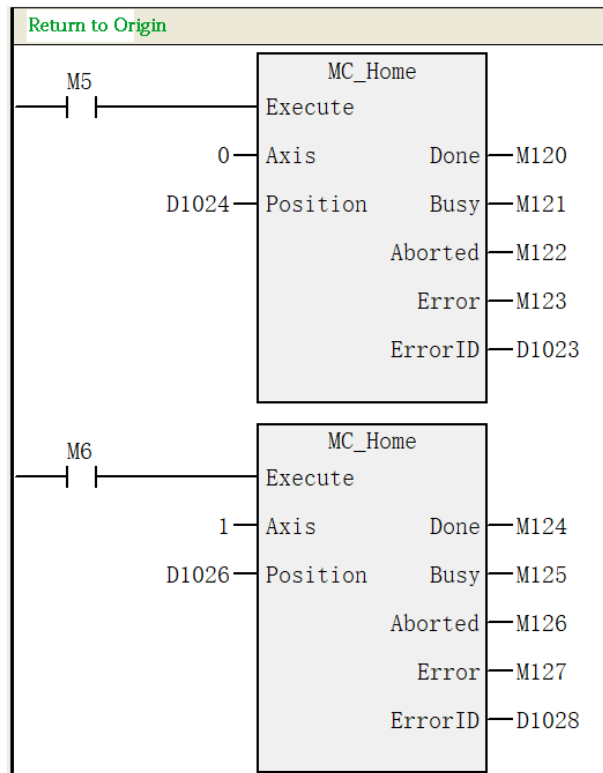 Return to Origin
MC_Home
M5
Execute
0 Axis Done M120
D1024 Position Busy M121
Aborted M122
Error M123
ErrorID D1023
MC_Home
M6
Execute
1 Axis Done M124
D1026 Position Busy M125
Aborted M126
Error M127
ErrorID D1028